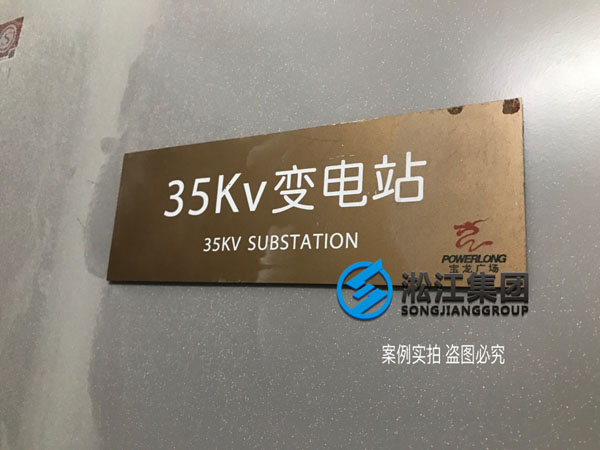 35Kv变电站
35KV SUBSTATION
POWERLONG
宝龙广场
淞江集团
SONGJIANGGROUP
案例实拍 盗图必究